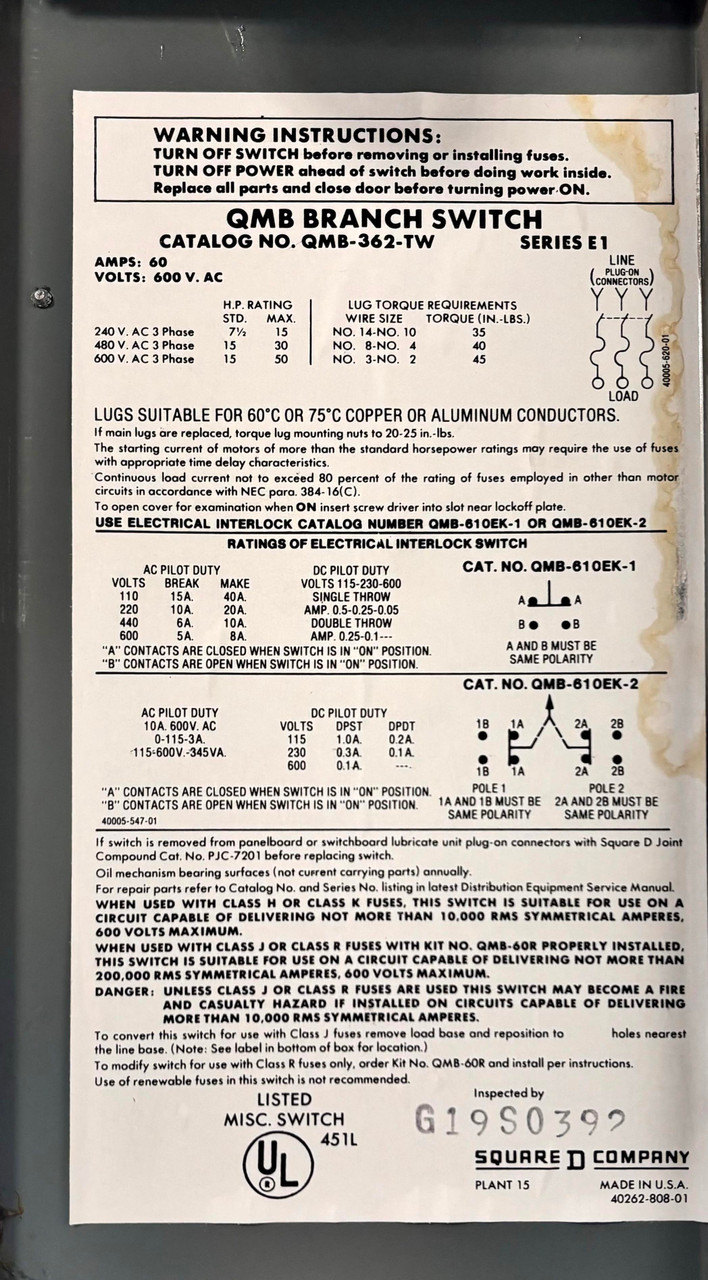 WARNING INSTRUCTIONS:
TURN OFF SWITCH before removing or installing fuses.
TURN OFF POWER ahead of switch before doing work inside.
Replace all parts and close door before turning power ON.
QMB BRANCH SWITCH
CATALOG NO. QMB-362-TW SERIES E1
AMPS: 60
VOLTS: 600 V. AC
H.P. RATING
STD. MAX.
240 V. AC 3 Phase 7½ 15
480 V. AC 3 Phase 15 30
600 V. AC 3 Phase 15 50
LUG TORQUE REQUIREMENTS
WIRE SIZE TORQUE (IN.-LBS.)
NO. 14-NO. 10 35
NO. 8-NO. 4 40
NO. 3-NO. 2 45
LINE
(PLUG-ON
CONNECTORS)
40005-620-01
LOAD
LUGS SUITABLE FOR 60°C OR 75°C COPPER OR ALUMINUM CONDUCTORS.
If main lugs are replaced, torque lug mounting nuts to 20-25 in.-lbs.
The starting current of motors of more than the standard horsepower ratings may require the use of fuses
with appropriate time delay characteristics.
Continuous load current not to exceed 80 percent of the rating of fuses employed in other than motor
circuits in accordance with NEC para. 384-16(C).
To open cover for examination when ON insert screw driver into slot near lockoff plate.
USE ELECTRICAL INTERLOCK CATALOG NUMBER QMB-610EK-1 OR QMB-610EK-2
RATINGS OF ELECTRICAL INTERLOCK SWITCH
AC PILOT DUTY
VOLTS BREAK MAKE
110 15A. 40A.
220 10A. 20A.
440 6A. 10A.
600 5A. 8A.
DC PILOT DUTY
VOLTS 115-230-600
SINGLE THROW
AMP. 0.5-0.25-0.05
DOUBLE THROW
AMP. 0.25-0.1---
"A" CONTACTS ARE CLOSED WHEN SWITCH IS IN "ON" POSITION.
"B" CONTACTS ARE OPEN WHEN SWITCH IS IN "ON" POSITION.
CAT. NO. QMB-610EK-1
A A
B B
A AND B MUST BE
SAME POLARITY
CAT. NO. QMB-610EK-2
AC PILOT DUTY
10A. 600V. AC
0-115-3A.
115-600V.-345VA.
DC PILOT DUTY
VOLTS DPST DPDT
115 1.0A. 0.2A.
230 0.3A. 0.1A.
600 0.1A. ---.
1B 1A 2A 2B
1B 1A 2A 2B
POLE 1 POLE 2
1A AND 1B MUST BE 2A AND 2B MUST BE
SAME POLARITY SAME POLARITY
"A" CONTACTS ARE CLOSED WHEN SWITCH IS IN "ON" POSITION.
"B" CONTACTS ARE OPEN WHEN SWITCH IS IN "ON" POSITION.
40005-547-01
If switch is removed from panelboard or switchboard lubricate unit plug-on connectors with Square D Joint
Compound Cat. No. PJC-7201 before replacing switch.
Oil mechanism bearing surfaces (not current carrying parts) annually.
For repair parts refer to Catalog No. and Series No. listing in latest Distribution Equipment Service Manual.
WHEN USED WITH CLASS H OR CLASS K FUSES, THIS SWITCH IS SUITABLE FOR USE ON A
CIRCUIT CAPABLE OF DELIVERING NOT MORE THAN 10,000 RMS SYMMETRICAL AMPERES,
600 VOLTS MAXIMUM.
WHEN USED WITH CLASS J OR CLASS R FUSES WITH KIT NO. QMB-60R PROPERLY INSTALLED,
THIS SWITCH IS SUITABLE FOR USE ON A CIRCUIT CAPABLE OF DELIVERING NOT MORE THAN
200,000 RMS SYMMETRICAL AMPERES, 600 VOLTS MAXIMUM.
DANGER: UNLESS CLASS J OR CLASS R FUSES ARE USED THIS SWITCH MAY BECOME A FIRE
AND CASUALTY HAZARD IF INSTALLED ON CIRCUITS CAPABLE OF DELIVERING
MORE THAN 10,000 RMS SYMMETRICAL AMPERES.
To convert this switch for use with Class J fuses remove load base and reposition to holes nearest
the line base. (Note: See label in bottom of box for location.)
To modify switch for use with Class R fuses only, order Kit No. QMB-60R and install per instructions.
Use of renewable fuses in this switch is not recommended.
LISTED
MISC. SWITCH
451L
UL
®
Inspected by
G19S0392
SQUARE D COMPANY
PLANT 15 MADE IN U.S.A.
40262-808-01